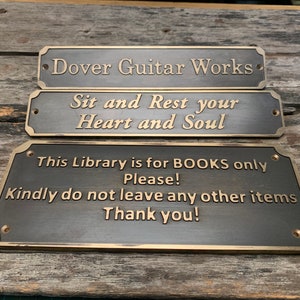 Dover Guitar Works
Sit and Rest your
Heart and Soul
This Library is for BOOKS only
Please!
Kindly do not leave any other items
Thank you!